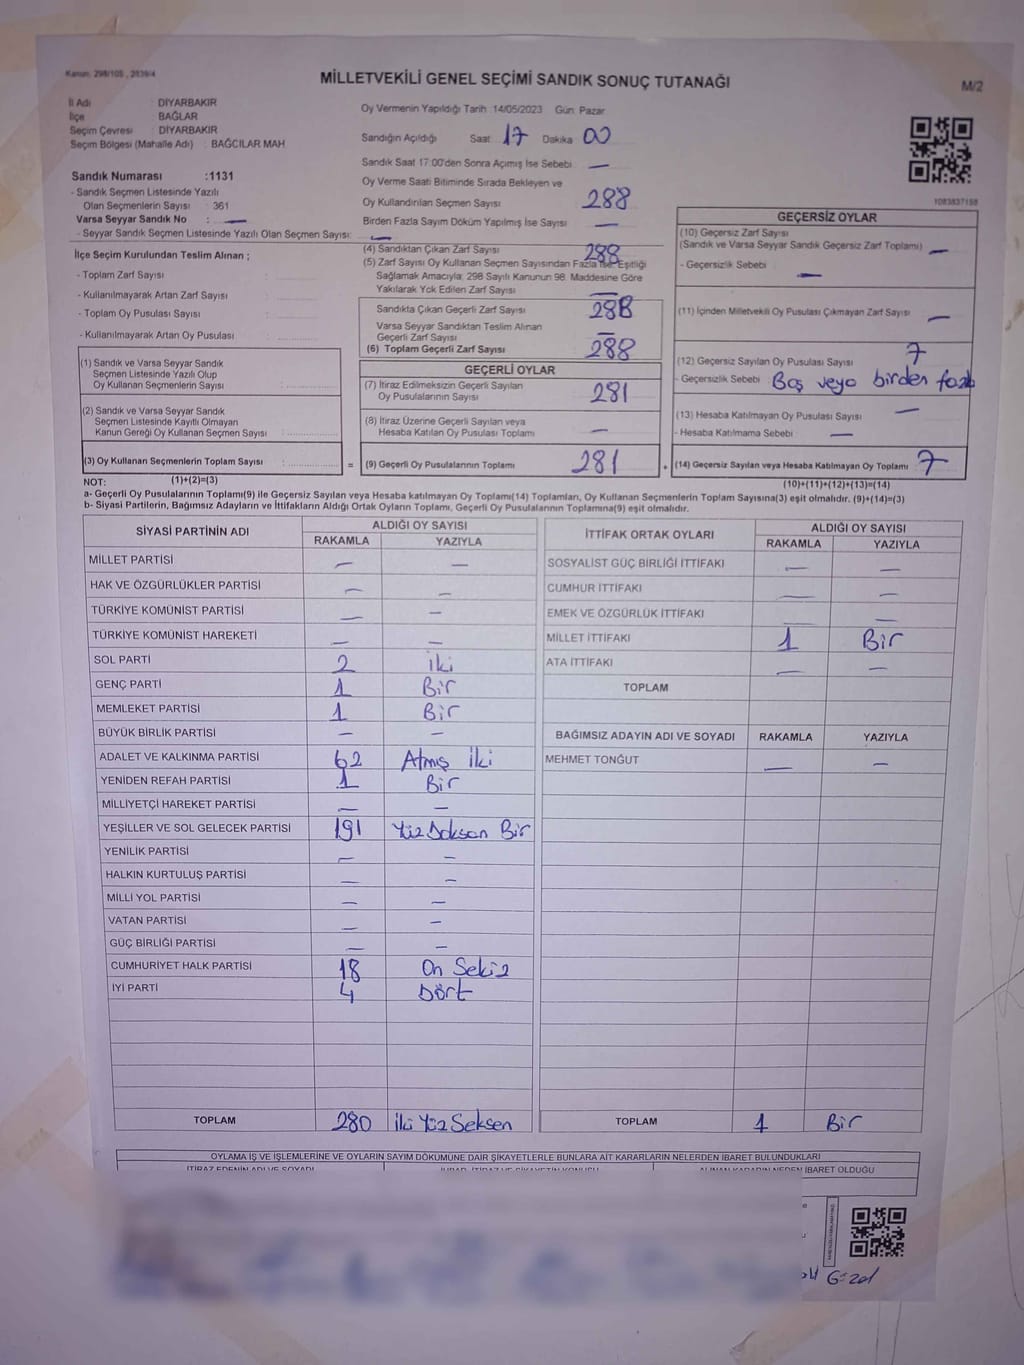 Kanun: 298/105 , 2839/4
MİLLETVEKİLİ GENEL SEÇİMİ SANDIK SONUÇ TUTANAĞI
M/2
İl Adı : DİYARBAKIR
İlçe : BAĞLAR
Seçim Çevresi : DİYARBAKIR
Seçim Bölgesi (Mahalle Adı) : BAĞCILAR MAH
Sandık Numarası :1131
- Sandık Seçmen Listesinde Yazılı
Olan Seçmenlerin Sayısı : 361
Varsa Seyyar Sandık No : —
- Seyyar Sandık Seçmen Listesinde Yazılı Olan Seçmen Sayısı: —
İlçe Seçim Kurulundan Teslim Alınan ;
- Toplam Zarf Sayısı :
- Kullanılmayarak Artan Zarf Sayısı :
- Toplam Oy Pusulası Sayısı :
- Kullanılmayarak Artan Oy Pusulası :
(1) Sandık ve Varsa Seyyar Sandık
Seçmen Listesinde Yazılı Olup
Oy Kullanan Seçmenlerin Sayısı :
(2) Sandık ve Varsa Seyyar Sandık
Seçmen Listesinde Kayıtlı Olmayan
Kanun Gereği Oy Kullanan Seçmen Sayısı :
(3) Oy Kullanan Seçmenlerin Toplam Sayısı :
Oy Vermenin Yapıldığı Tarih :14/05/2023 Gün: Pazar
Sandığın Açıldığı Saat: 17 Dakika: 00
Sandık Saat 17:00'den Sonra Açımış İse Sebebi : —
Oy Verme Saati Bitiminde Sırada Bekleyen ve
Oy Kullandırılan Seçmen Sayısı : 288
Birden Fazla Sayım Döküm Yapılmış İse Sayısı : —
(4) Sandıktan Çıkan Zarf Sayısı : 288
(5) Zarf Sayısı Oy Kullanan Seçmen Sayısından Fazla ise, Eşitliği
Sağlamak Amacıyla; 298 Sayılı Kanunun 98. Maddesine Göre
Yakılarak Yok Edilen Zarf Sayısı : —
Sandıkta Çıkan Geçerli Zarf Sayısı : 288
Varsa Seyyar Sandıktan Teslim Alınan
Geçerli Zarf Sayısı : —
(6) Toplam Geçerli Zarf Sayısı : 288
GEÇERLİ OYLAR
(7) İtiraz Edilmeksizin Geçerli Sayılan
Oy Pusulalarının Sayısı : 281
(8) İtiraz Üzerine Geçerli Sayılan veya
Hesaba Katılan Oy Pusulası Toplamı : —
= (9) Geçerli Oy Pusulalarının Toplamı : 281
1083837158
GEÇERSİZ OYLAR
(10) Geçersiz Zarf Sayısı :
(Sandık ve Varsa Seyyar Sandık Geçersiz Zarf Toplamı) —
- Geçersizlik Sebebi : —
(11) İçinden Milletvekili Oy Pusulası Çıkmayan Zarf Sayısı : —
(12) Geçersiz Sayılan Oy Pusulası Sayısı : 7
- Geçersizlik Sebebi : Boş veya birden fazla
(13) Hesaba Katılmayan Oy Pusulası Sayısı : —
- Hesaba Katılmama Sebebi : —
+ (14) Geçersiz Sayılan veya Hesaba Katılmayan Oy Toplamı : 7
NOT: (1)+(2)=(3) (10)+(11)+(12)+(13)=(14)
a- Geçerli Oy Pusulalarının Toplamı(9) ile Geçersiz Sayılan veya Hesaba katılmayan Oy Toplamı(14) Toplamları, Oy Kullanan Seçmenlerin Toplam Sayısına(3) eşit olmalıdır. (9)+(14)=(3)
b- Siyasi Partilerin, Bağımsız Adayların ve İttifakların Aldığı Ortak Oyların Toplamı, Geçerli Oy Pusulalarının Toplamına(9) eşit olmalıdır.
SİYASİ PARTİNİN ADI ALDIĞI OY SAYISI
RAKAMLA YAZIYLA
MİLLET PARTİSİ — —
HAK VE ÖZGÜRLÜKLER PARTİSİ — —
TÜRKİYE KOMÜNİST PARTİSİ — —
TÜRKİYE KOMÜNİST HAREKETİ — —
SOL PARTİ 2 iki
GENÇ PARTİ 1 Bir
MEMLEKET PARTİSİ 1 Bir
BÜYÜK BİRLİK PARTİSİ — —
ADALET VE KALKINMA PARTİSİ 62 Atmış iki
YENİDEN REFAH PARTİSİ 1 Bir
MİLLİYETÇİ HAREKET PARTİSİ — —
YEŞİLLER VE SOL GELECEK PARTİSİ 191 Yüz Doksan Bir
YENİLİK PARTİSİ — —
HALKIN KURTULUŞ PARTİSİ — —
MİLLİ YOL PARTİSİ — —
VATAN PARTİSİ — —
GÜÇ BİRLİĞİ PARTİSİ — —
CUMHURİYET HALK PARTİSİ 18 On Sekiz
İYİ PARTİ 4 Dört
TOPLAM 280 iki Yüz Seksen
İTTİFAK ORTAK OYLARI ALDIĞI OY SAYISI
RAKAMLA YAZIYLA
SOSYALİST GÜÇ BİRLİĞİ İTTİFAKI — —
CUMHUR İTTİFAKI — —
EMEK VE ÖZGÜRLÜK İTTİFAKI — —
MİLLET İTTİFAKI 1 Bir
ATA İTTİFAKI — —
TOPLAM
BAĞIMSIZ ADAYIN ADI VE SOYADI RAKAMLA YAZIYLA
MEHMET TONĞUT — —
TOPLAM 1 Bir
OYLAMA İŞ VE İŞLEMLERİNE VE OYLARIN SAYIM DÖKÜMÜNE DAİR ŞİKAYETLERLE BUNLARA AİT KARARLARIN NELERDEN İBARET BULUNDUKLARI
İTİRAZ EDENİN ADI VE SOYADI
ALINAN KARARIN NEDEN İBARET OLDUĞU